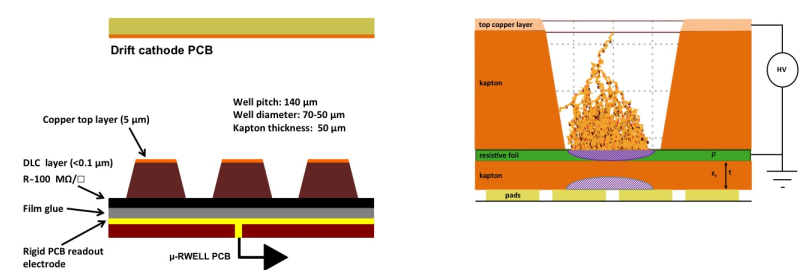 Drift cathode PCB
Well pitch: 140 µm
Well diameter: 70-50 µm
Kapton thickness: 50 µm
Copper top layer (5 µm)
DLC layer (<0.1 µm)
R~100 MΩ/□
Film glue
Rigid PCB readout
electrode
µ-RWELL PCB
top copper layer
kapton
HV
resistive foil
ρ
kapton
εr
t
pads